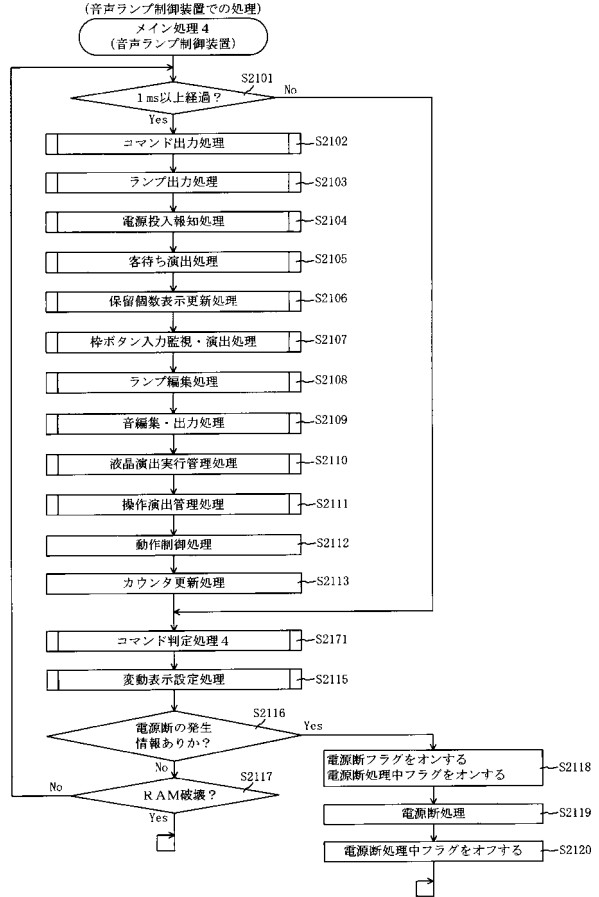 (音声ランプ制御装置での処理)
メイン処理４
(音声ランプ制御装置)
S2101
１ms以上経過？
No
Yes
コマンド出力処理
S2102
ランプ出力処理
S2103
電源投入報知処理
S2104
客待ち演出処理
S2105
保留個数表示更新処理
S2106
枠ボタン入力監視・演出処理
S2107
ランプ編集処理
S2108
音編集・出力処理
S2109
液晶演出実行管理処理
S2110
操作演出管理処理
S2111
動作制御処理
S2112
カウンタ更新処理
S2113
コマンド判定処理４
S2171
変動表示設定処理
S2115
S2116
電源断の発生
情報ありか？
Yes
No
S2117
ＲＡＭ破壊？
No
Yes
電源断フラグをオンする
電源断処理中フラグをオンする
S2118
電源断処理
S2119
電源断処理中フラグをオフする
S2120